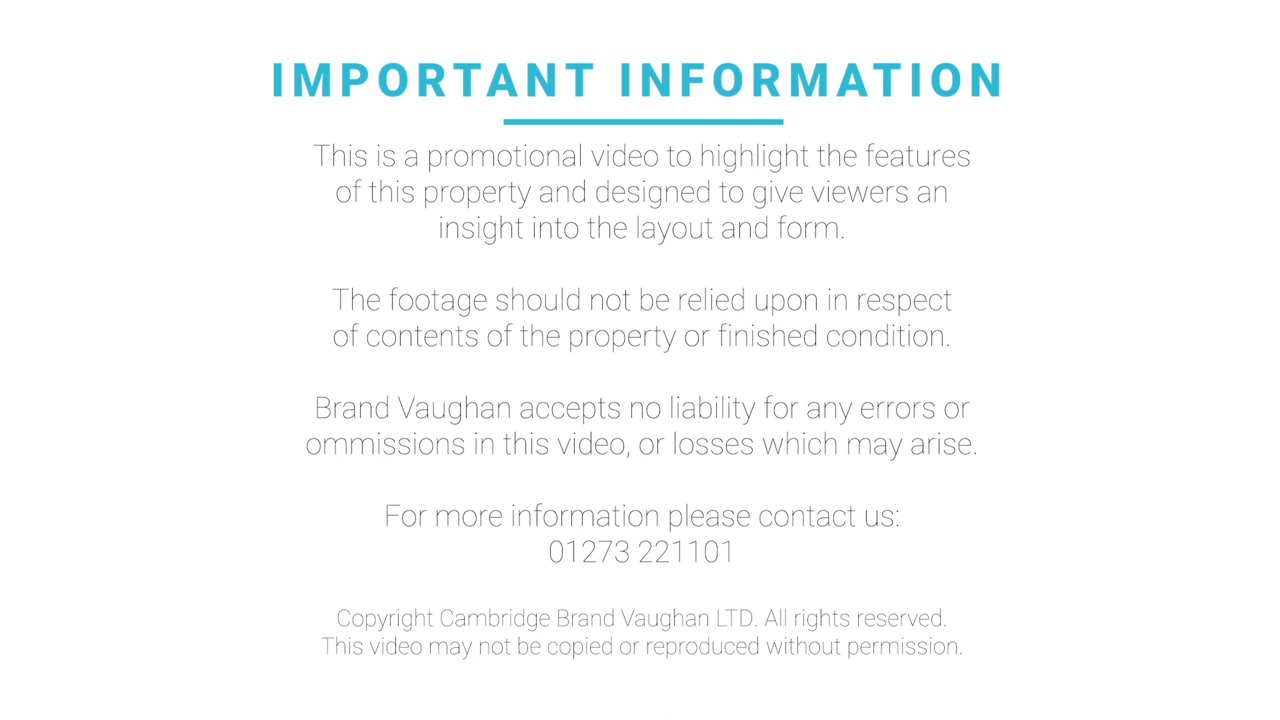 IMPORTANT INFORMATION
This is a promotional video to highlight the features
of this property and designed to give viewers an
insight into the layout and form.
The footage should not be relied upon in respect
of contents of the property or finished condition.
Brand Vaughan accepts no liability for any errors or
ommissions in this video, or losses which may arise.
For more information please contact us:
01273 221101
Copyright Cambridge Brand Vaughan LTD. All rights reserved.
This video may not be copied or reproduced without permission.